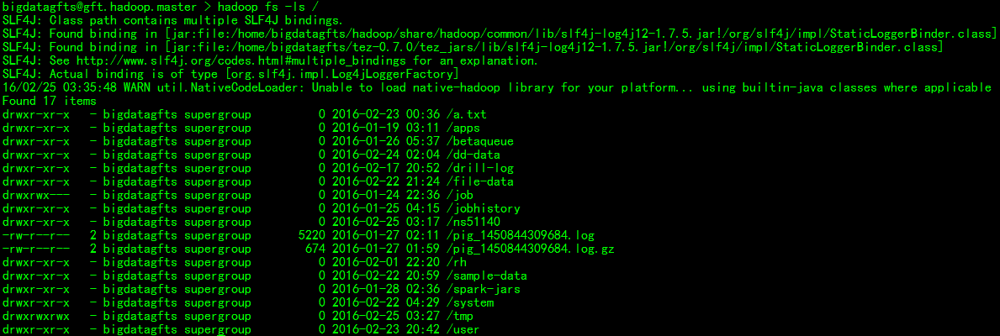 bigdatagfts@gft.hadoop.master > hadoop fs -ls /
SLF4J: Class path contains multiple SLF4J bindings.
SLF4J: Found binding in [jar:file:/home/bigdatagfts/hadoop/share/hadoop/common/lib/slf4j-log4j12-1.7.5.jar!/org/slf4j/impl/StaticLoggerBinder.class]
SLF4J: Found binding in [jar:file:/home/bigdatagfts/tez-0.7.0/tez_jars/lib/slf4j-log4j12-1.7.5.jar!/org/slf4j/impl/StaticLoggerBinder.class]
SLF4J: See http://www.slf4j.org/codes.html#multiple_bindings for an explanation.
SLF4J: Actual binding is of type [org.slf4j.impl.Log4jLoggerFactory]
16/02/25 03:35:48 WARN util.NativeCodeLoader: Unable to load native-hadoop library for your platform... using builtin-java classes where applicable
Found 17 items
drwxr-xr-x   - bigdatagfts supergroup          0 2016-02-23 00:36 /a.txt
drwxr-xr-x   - bigdatagfts supergroup          0 2016-01-19 03:11 /apps
drwxr-xr-x   - bigdatagfts supergroup          0 2016-01-26 05:37 /betaqueue
drwxr-xr-x   - bigdatagfts supergroup          0 2016-02-24 02:04 /dd-data
drwxr-xr-x   - bigdatagfts supergroup          0 2016-02-17 20:52 /drill-log
drwxr-xr-x   - bigdatagfts supergroup          0 2016-02-22 21:24 /file-data
drwxrwx---   - bigdatagfts supergroup          0 2016-01-24 22:36 /job
drwxr-xr-x   - bigdatagfts supergroup          0 2016-01-25 04:15 /jobhistory
drwxr-xr-x   - bigdatagfts supergroup          0 2016-02-25 03:17 /ns51140
-rw-r--r--   2 bigdatagfts supergroup       5220 2016-01-27 02:11 /pig_1450844309684.log
-rw-r--r--   2 bigdatagfts supergroup        674 2016-01-27 01:59 /pig_1450844309684.log.gz
drwxr-xr-x   - bigdatagfts supergroup          0 2016-02-01 22:20 /rh
drwxr-xr-x   - bigdatagfts supergroup          0 2016-02-22 20:59 /sample-data
drwxr-xr-x   - bigdatagfts supergroup          0 2016-01-28 02:36 /spark-jars
drwxr-xr-x   - bigdatagfts supergroup          0 2016-02-22 04:29 /system
drwxrwxrwx   - bigdatagfts supergroup          0 2016-02-25 03:27 /tmp
drwxr-xr-x   - bigdatagfts supergroup          0 2016-02-23 20:42 /user